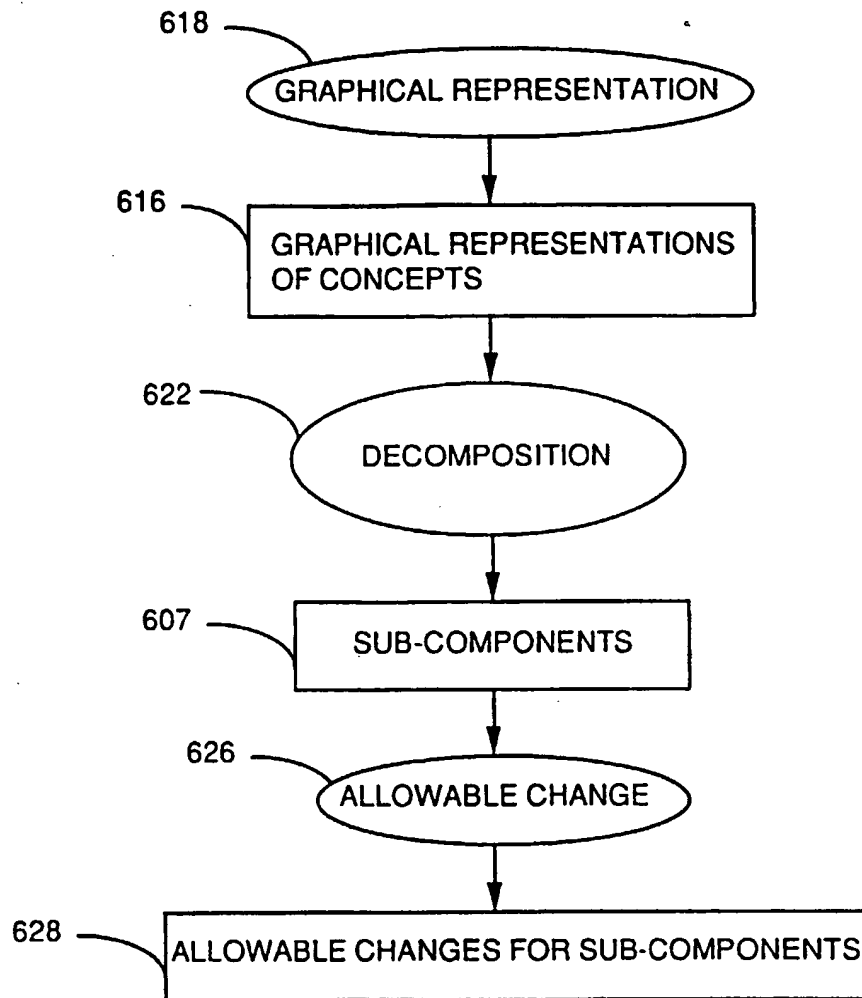 618
GRAPHICAL REPRESENTATION
616
GRAPHICAL REPRESENTATIONS
OF CONCEPTS
622
DECOMPOSITION
607
SUB-COMPONENTS
626
ALLOWABLE CHANGE
628
ALLOWABLE CHANGES FOR SUB-COMPONENTS